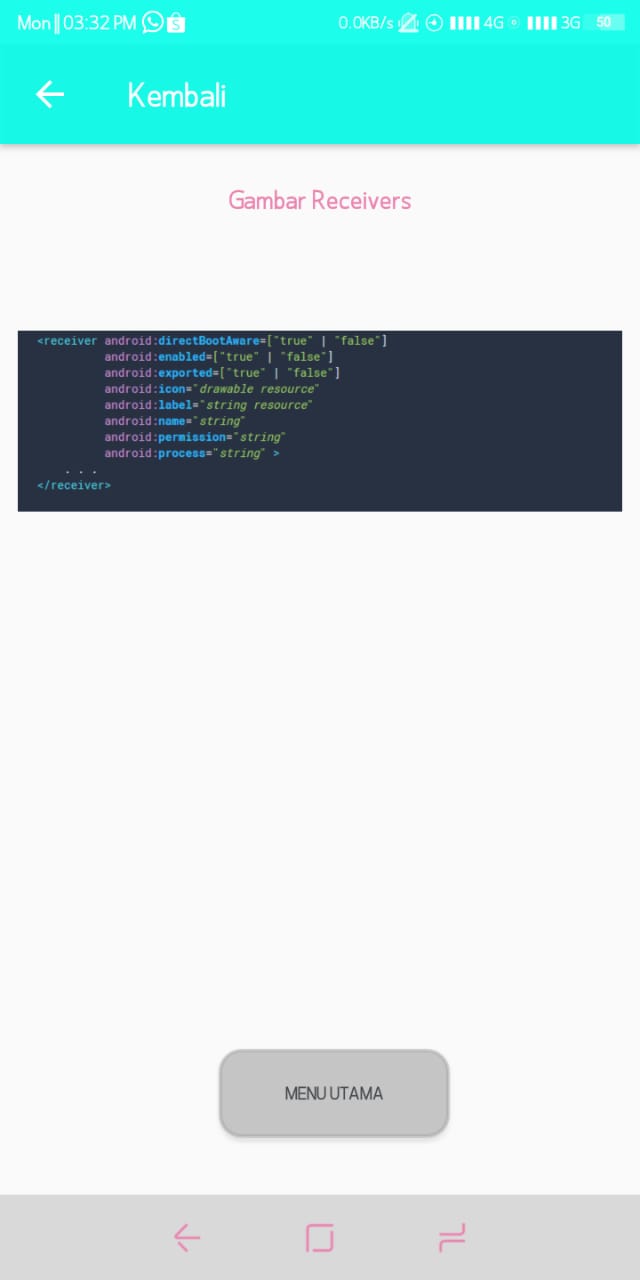 Mon 03:32 PM 0.0KB/s 4G 3G 50
Kembali
Gambar Receivers
<receiver android:directBootAware=["true" | "false"]
android:enabled=["true" | "false"]
android:exported=["true" | "false"]
android:icon="drawable resource"
android:label="string resource"
android:name="string"
android:permission="string"
android:process="string" >
. . .
</receiver>
MENU UTAMA